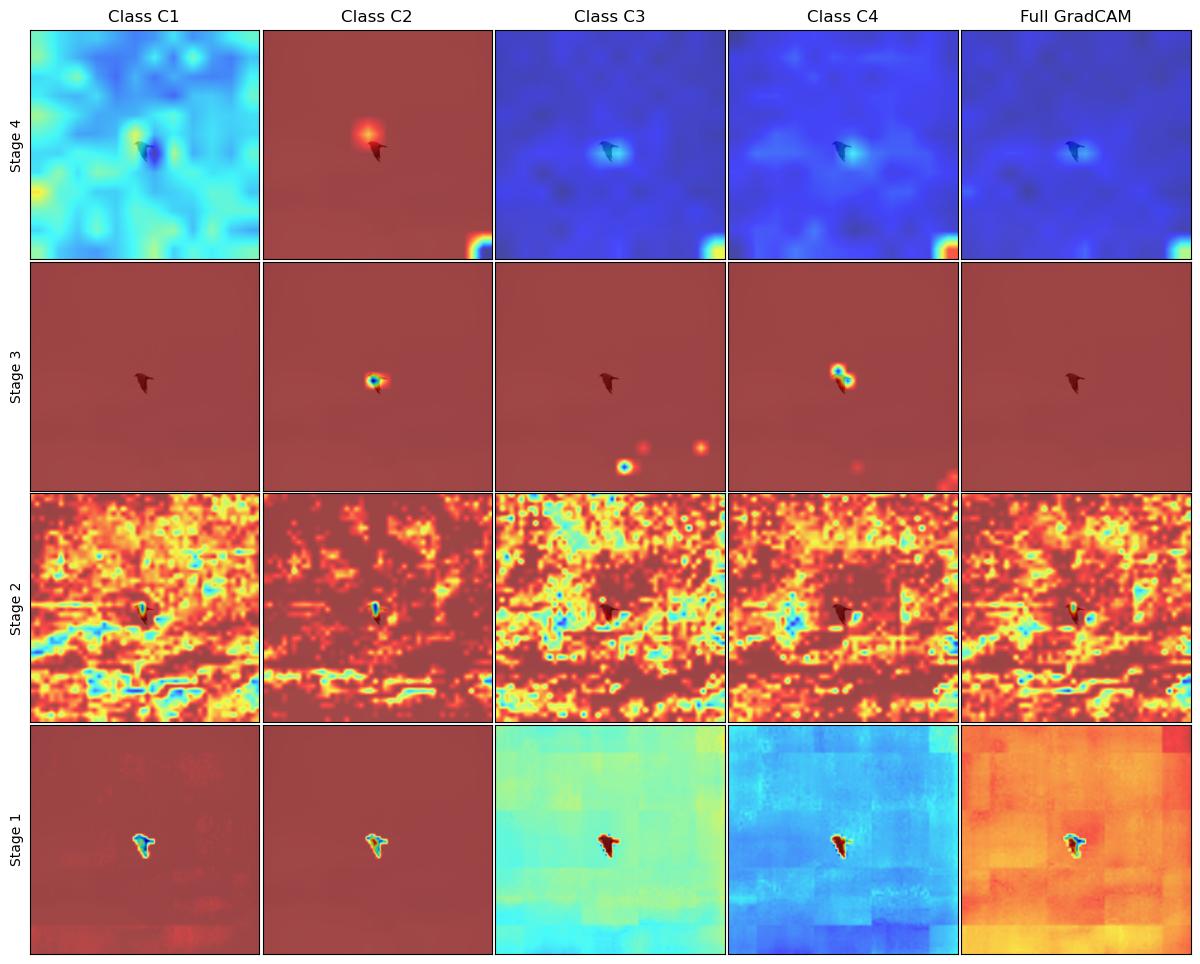 Class C1 Class C2 Class C3 Class C4 Full GradCAM
Stage 4
Stage 3
Stage 2
Stage 1